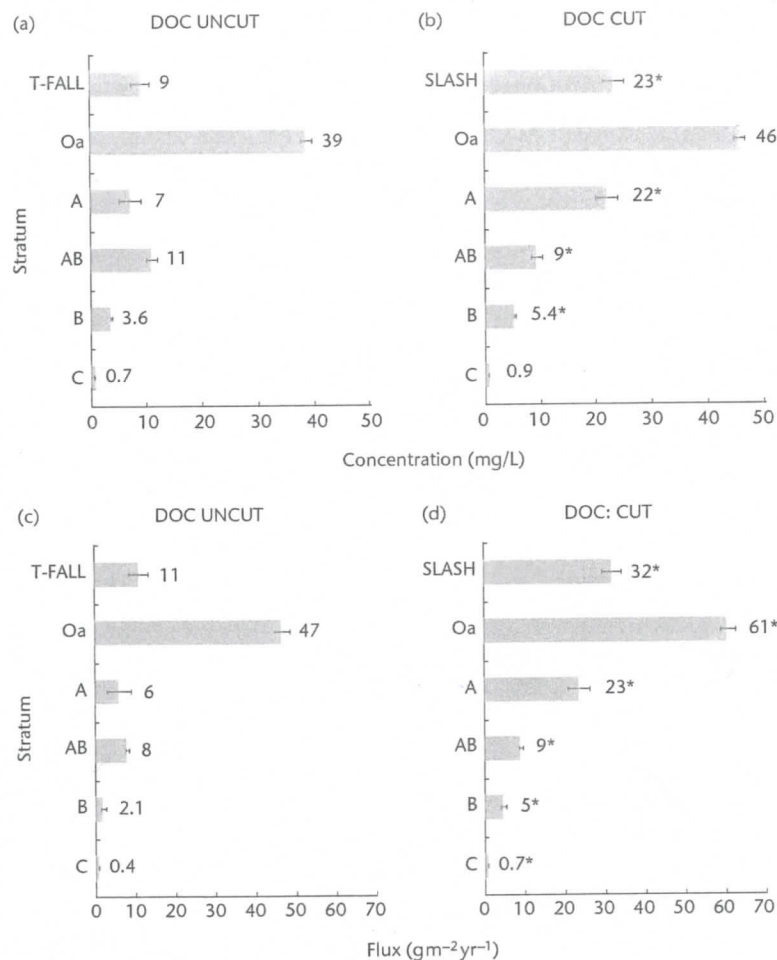 (a) DOC UNCUT
T-FALL 9
Oa 39
A 7
AB 11
B 3.6
C 0.7
0 10 20 30 40 50
Stratum
(b) DOC CUT
SLASH 23*
Oa 46
A 22*
AB 9*
B 5.4*
C 0.9
0 10 20 30 40 50
Concentration (mg/L)
(c) DOC UNCUT
T-FALL 11
Oa 47
A 6
AB 8
B 2.1
C 0.4
0 10 20 30 40 50 60 70
Stratum
(d) DOC: CUT
SLASH 32*
Oa 61*
A 23*
AB 9*
B 5*
C 0.7*
0 10 20 30 40 50 60 70
Flux (gm–2yr–1)